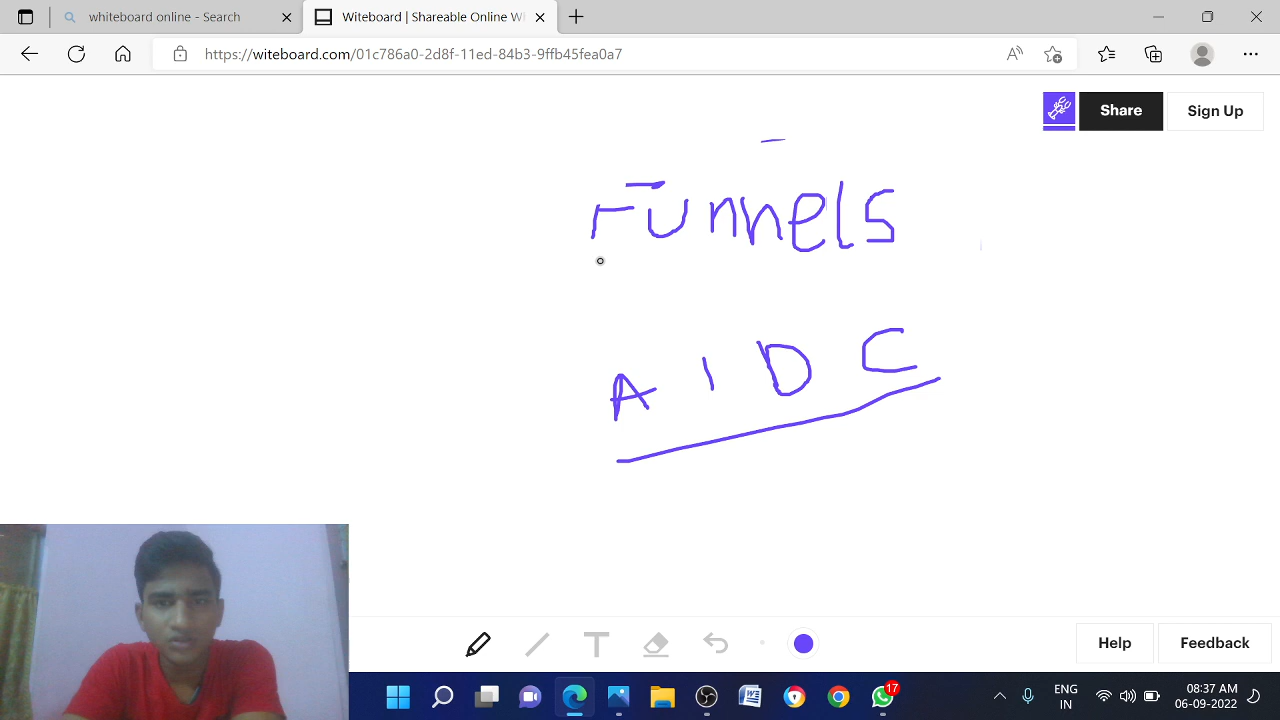 whiteboard online - Search
Witeboard | Shareable Online W
https://witeboard.com/01c786a0-2d8f-11ed-84b3-9ffb45fea0a7
Share
Sign Up
Funnels
A I D C
T
Help
Feedback
17
ENG
IN
08:37 AM
06-09-2022